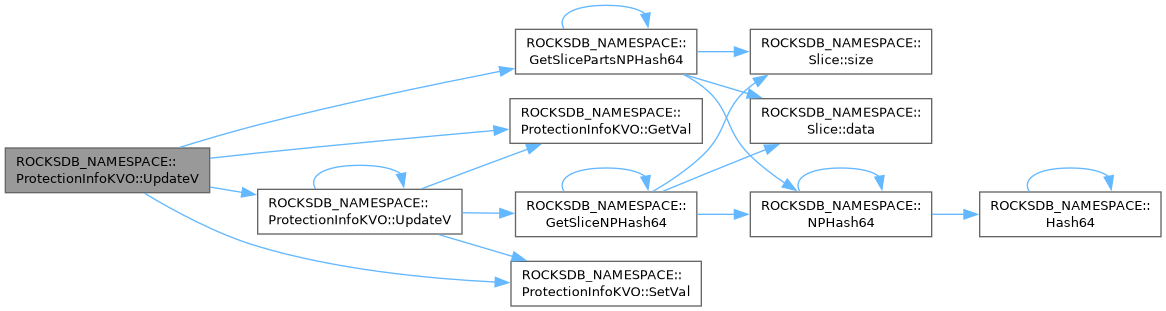 ROCKSDB_NAMESPACE::
ProtectionInfoKVO::UpdateV
ROCKSDB_NAMESPACE::
GetSlicePartsNPHash64
ROCKSDB_NAMESPACE::
Slice::size
ROCKSDB_NAMESPACE::
ProtectionInfoKVO::GetVal
ROCKSDB_NAMESPACE::
Slice::data
ROCKSDB_NAMESPACE::
ProtectionInfoKVO::UpdateV
ROCKSDB_NAMESPACE::
GetSliceNPHash64
ROCKSDB_NAMESPACE::
NPHash64
ROCKSDB_NAMESPACE::
Hash64
ROCKSDB_NAMESPACE::
ProtectionInfoKVO::SetVal